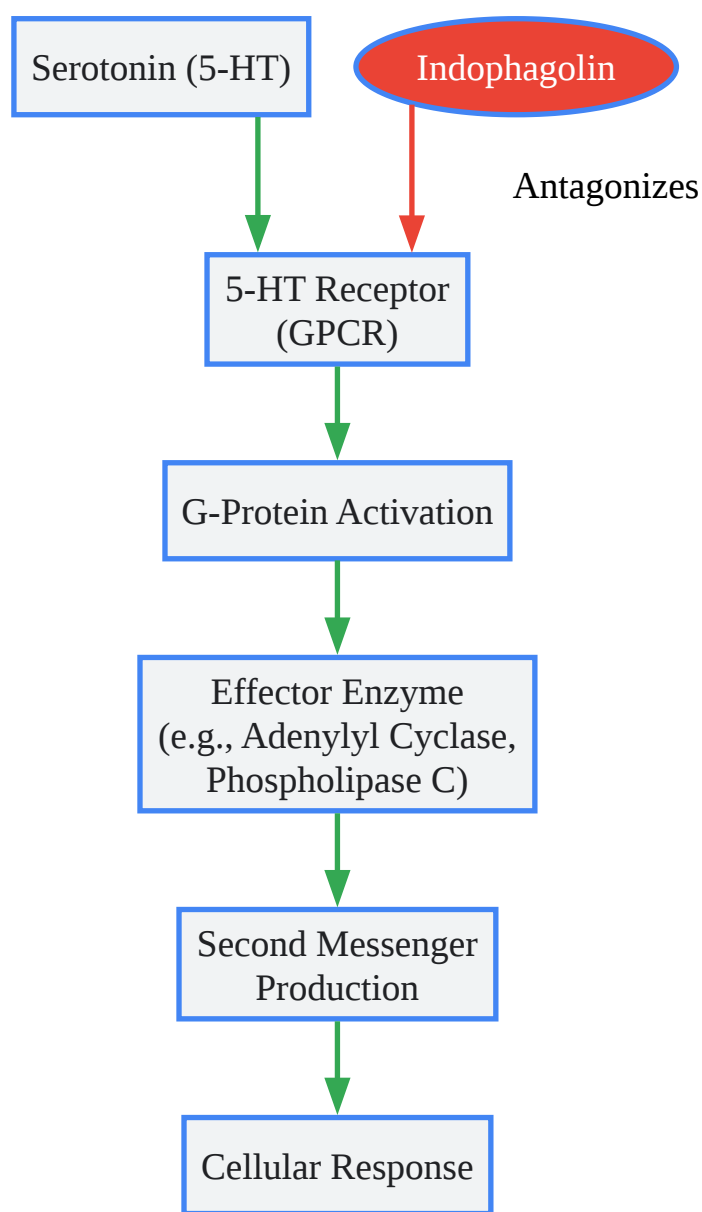 Serotonin (5-HT)
Indophagolin
Antagonizes
5-HT Receptor
(GPCR)
G-Protein Activation
Effector Enzyme
(e.g., Adenylyl Cyclase,
Phospholipase C)
Second Messenger
Production
Cellular Response